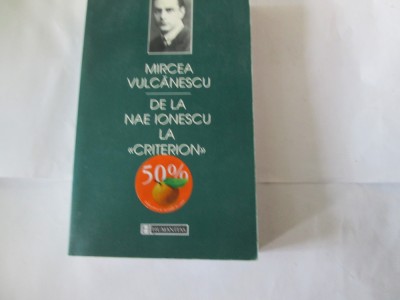 MIRCEA
VULCĂNESCU
DE LA
NAE IONESCU
LA
«CRITERION»
50%
HUMANITAS